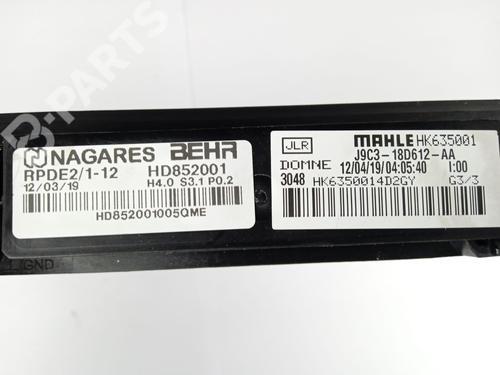 B-PARTS
NAGARES BEHR
RPDE2/1-12 HD852001
12/03/19 H4.0 S3.1 P0.2
HD852001005QME
JLR MAHLE HK635001
J9C3-18D612-AA
DOMNE 12/04/19/04:05:40 1:00
3048 HK6350014D2GY G3/3
GND